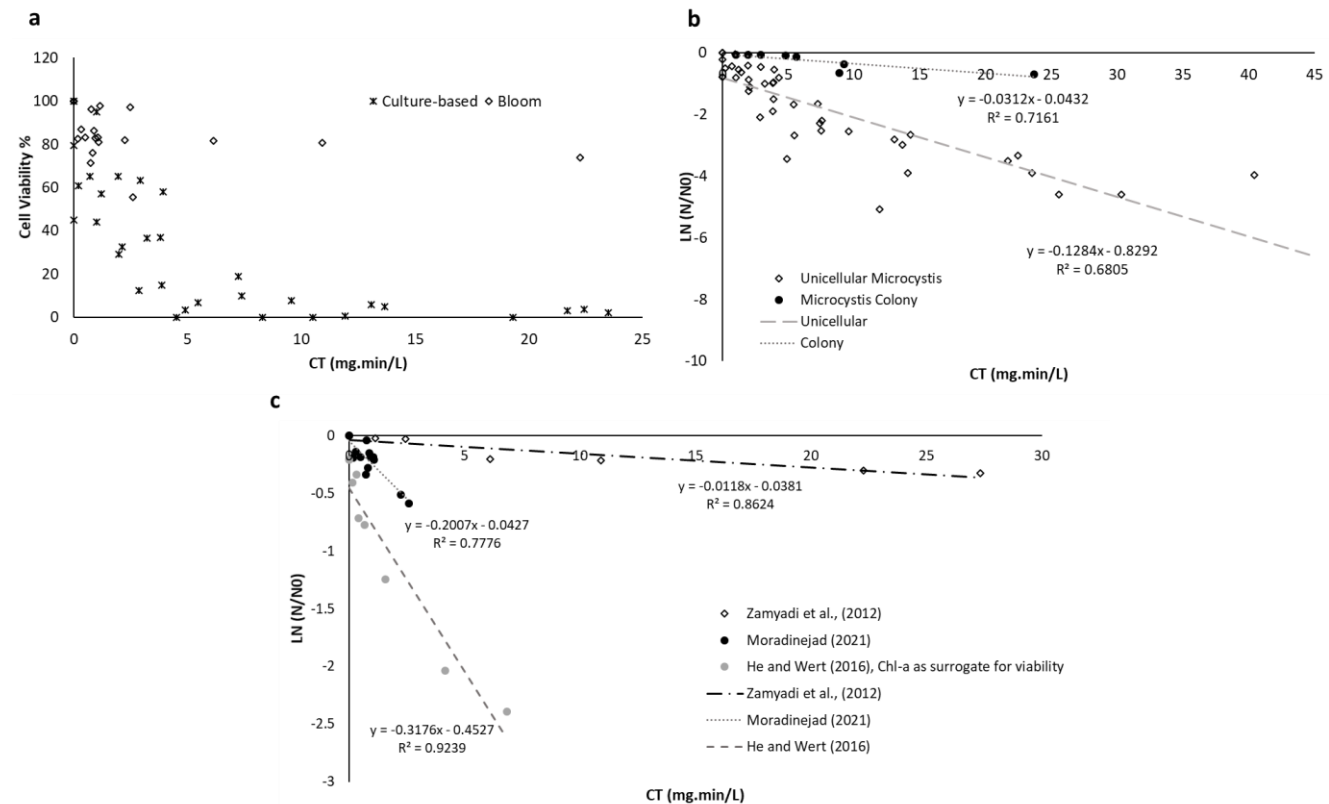 a
120
100
80
60
40
20
0
Cell Viability %
Culture-based
Bloom
0 5 10 15 20 25
CT (mg.min/L)
b
0
-2
-4
-6
-8
-10
LN (N/N0)
0 5 10 15 20 25 30 35 40 45
y = -0.0312x - 0.0432
R² = 0.7161
y = -0.1284x - 0.8292
R² = 0.6805
Unicellular Microcystis
Microcystis Colony
Unicellular
Colony
CT (mg.min/L)
c
0
-0.5
-1
-1.5
-2
-2.5
-3
LN (N/N0)
0 5 10 15 20 25 30
y = -0.0118x - 0.0381
R² = 0.8624
y = -0.2007x - 0.0427
R² = 0.7776
y = -0.3176x - 0.4527
R² = 0.9239
Zamyadi et al., (2012)
Moradinejad (2021)
He and Wert (2016), Chl-a as surrogate for viability
Zamyadi et al., (2012)
Moradinejad (2021)
He and Wert (2016)
CT (mg.min/L)